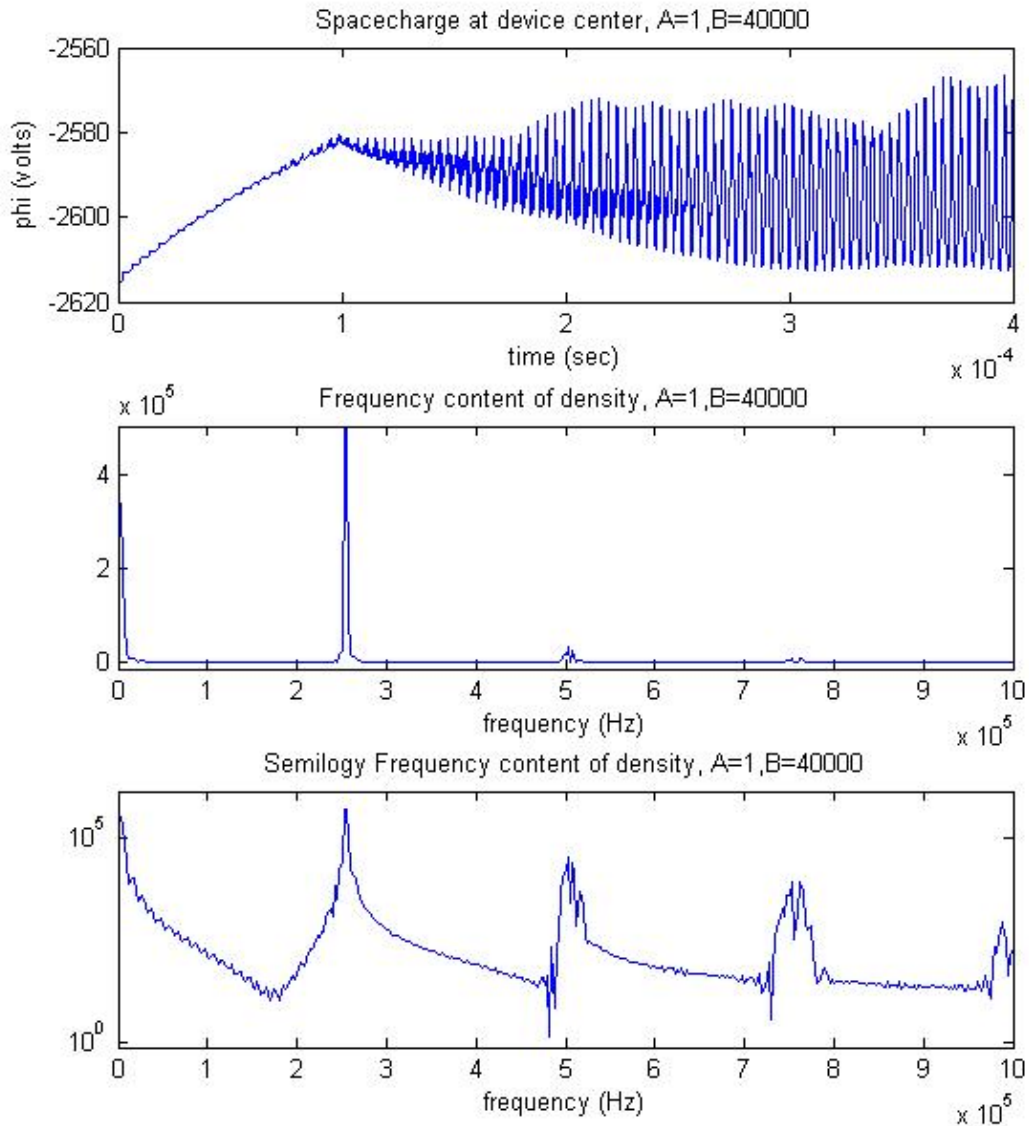 Spacecharge at device center, A=1,B=40000
-2560
-2580
-2600
-2620
phi (volts)
0 1 2 3 4
time (sec)
x 10^-4
x 10^5
Frequency content of density, A=1,B=40000
4
2
0
0 1 2 3 4 5 6 7 8 9 10
frequency (Hz)
x 10^5
Semilogy Frequency content of density, A=1,B=40000
10^5
10^0
0 1 2 3 4 5 6 7 8 9 10
frequency (Hz)
x 10^5